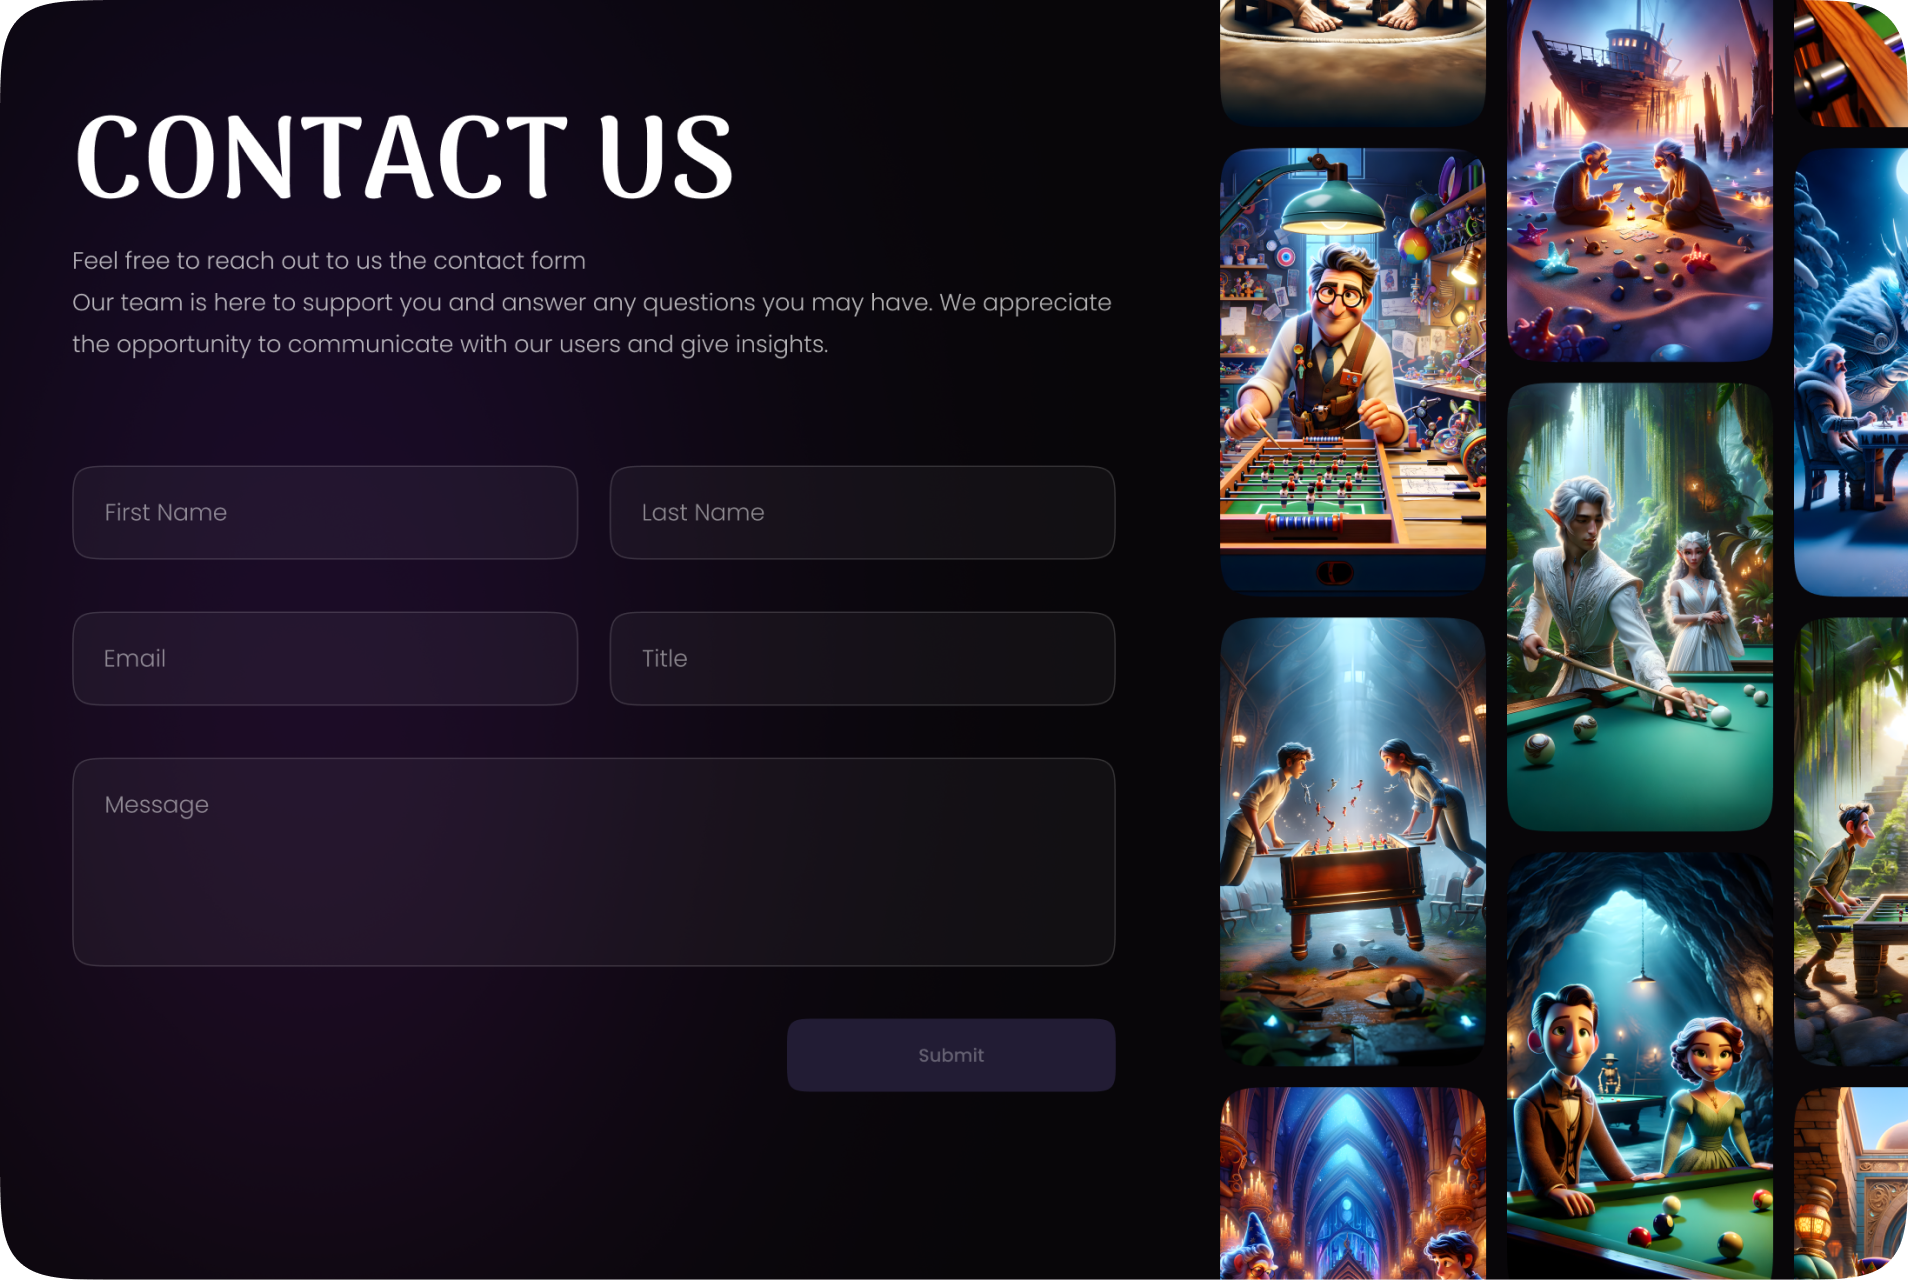 CONTACT US
Feel free to reach out to us the contact form
Our team is here to support you and answer any questions you may have. We appreciate
the opportunity to communicate with our users and give insights.
First Name
Last Name
Email
Title
Message
Submit